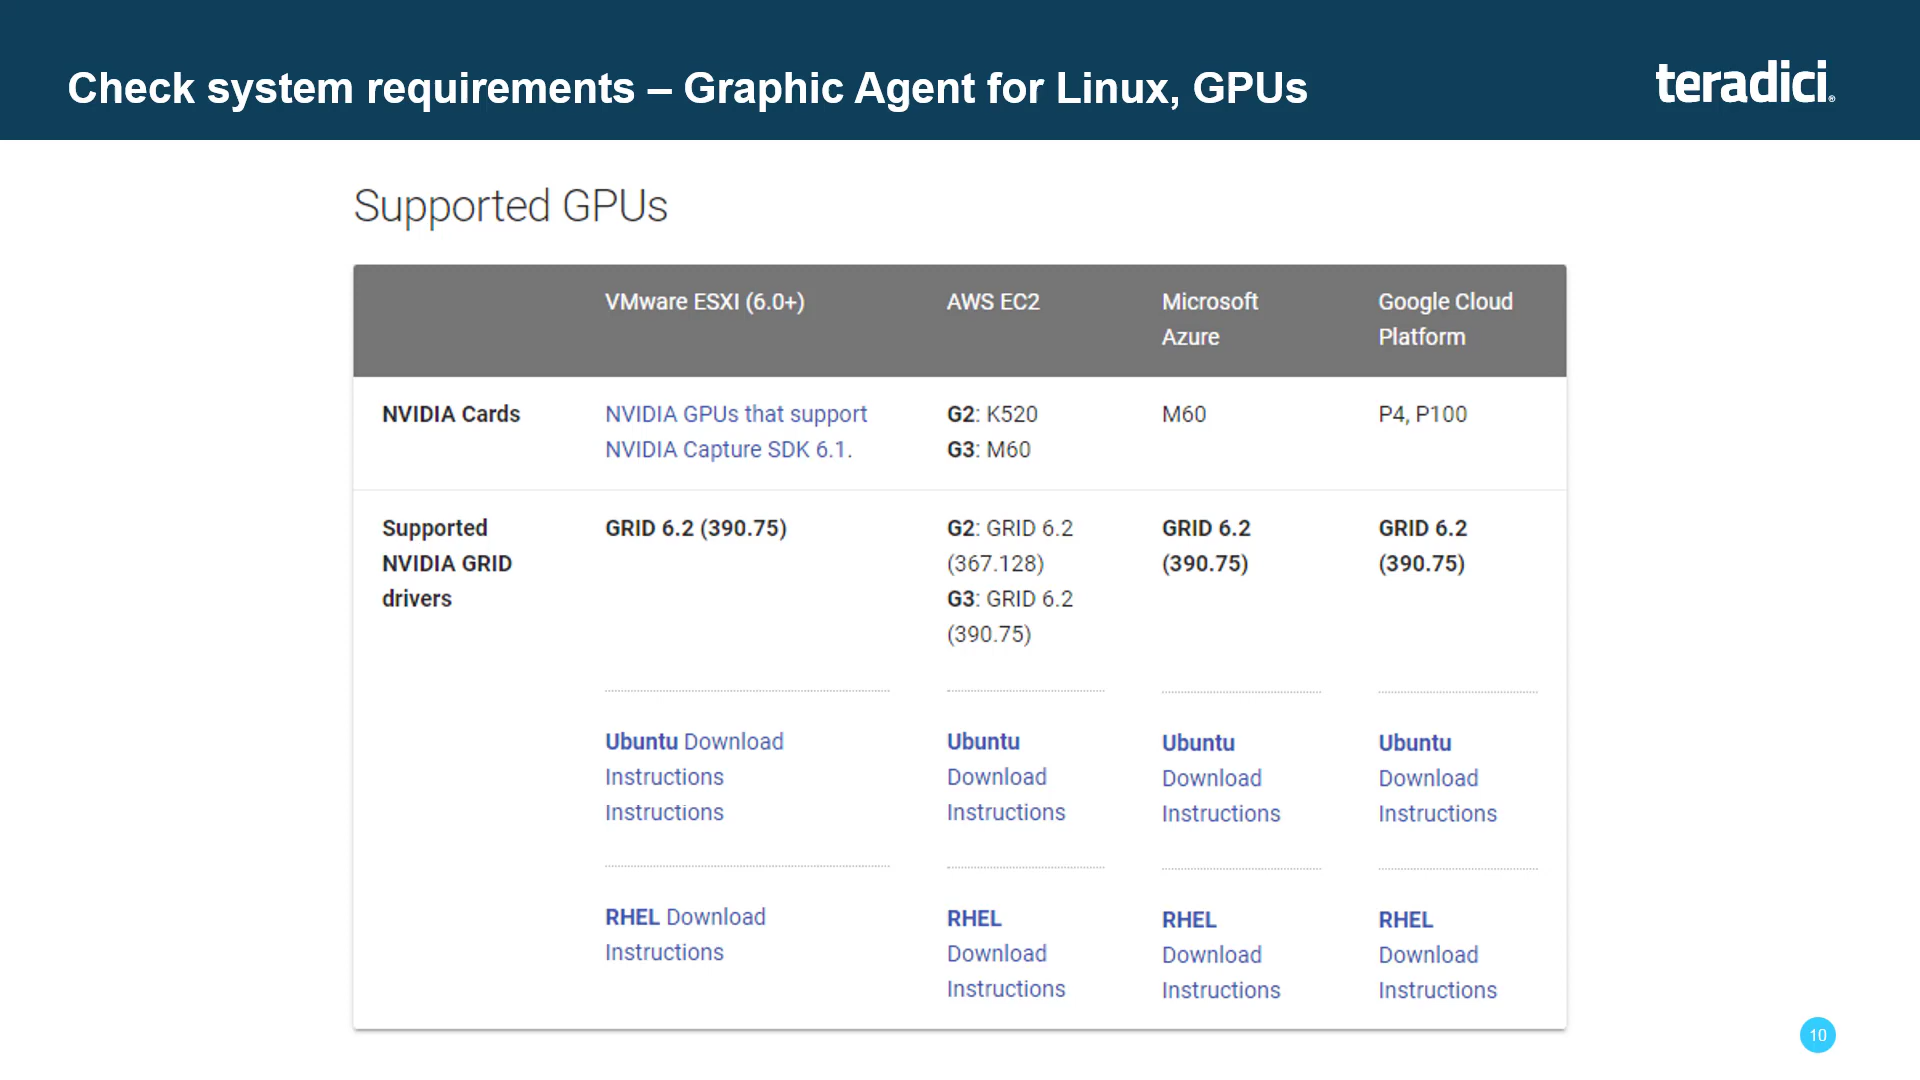 Check system requirements – Graphic Agent for Linux, GPUs
teradici®
Supported GPUs
VMware ESXI (6.0+)
AWS EC2
Microsoft
Azure
Google Cloud
Platform
NVIDIA Cards
NVIDIA GPUs that support
NVIDIA Capture SDK 6.1.
G2: K520
G3: M60
M60
P4, P100
Supported
NVIDIA GRID
drivers
GRID 6.2 (390.75)
G2: GRID 6.2
(367.128)
G3: GRID 6.2
(390.75)
GRID 6.2
(390.75)
GRID 6.2
(390.75)
Ubuntu Download
Instructions
Instructions
Ubuntu
Download
Instructions
Ubuntu
Download
Instructions
Ubuntu
Download
Instructions
RHEL Download
Instructions
RHEL
Download
Instructions
RHEL
Download
Instructions
RHEL
Download
Instructions
10